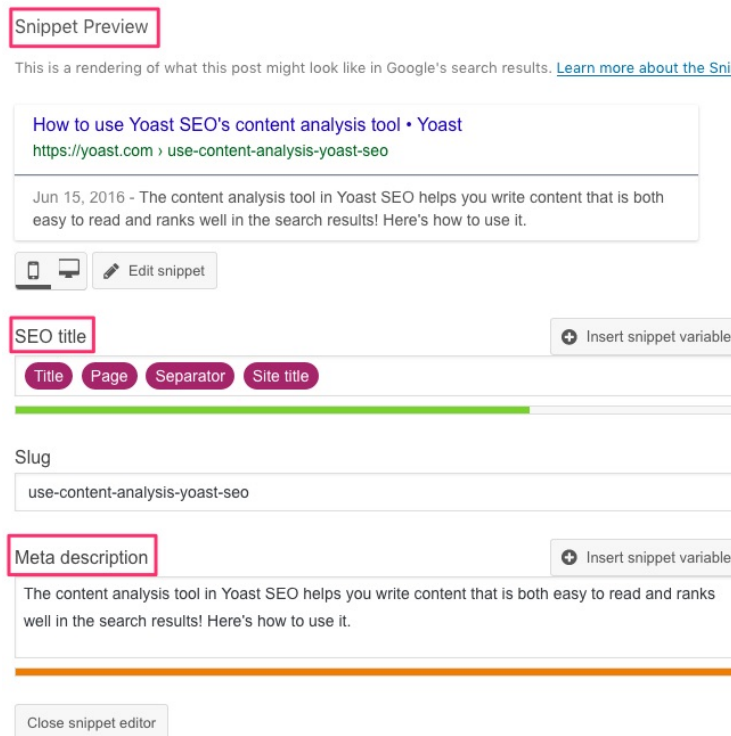 Snippet Preview
This is a rendering of what this post might look like in Google's search results. Learn more about the
How to use Yoast SEO's content analysis tool • Yoast
https://yoast.com › use-content-analysis-yoast-seo
Jun 15, 2016 - The content analysis tool in Yoast SEO helps you write content that is both
easy to read and ranks well in the search results! Here's how to use it.
Edit snippet
SEO title
Insert snippet variable
Title Page Separator Site title
Slug
use-content-analysis-yoast-seo
Meta description
Insert snippet variable
The content analysis tool in Yoast SEO helps you write content that is both easy to read and ranks
well in the search results! Here's how to use it.
Close snippet editor